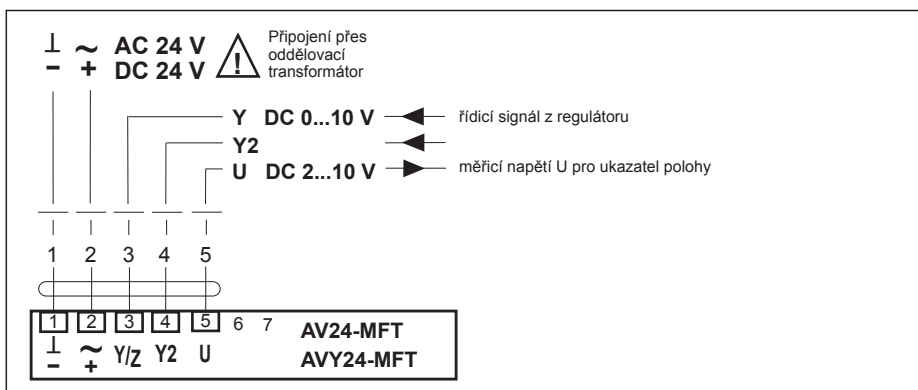 ⊥ ~ AC 24 V
– + DC 24 V
!
Připojení přes
oddělovací
transformátor
Y DC 0...10 V řídicí signál z regulátoru
Y2
U DC 2...10 V měřicí napětí U pro ukazatel polohy
1 2 3 4 5
1 2 3 4 5 6 7
⊥ ~ Y/Z Y2 U
– +
AV24-MFT
AVY24-MFT